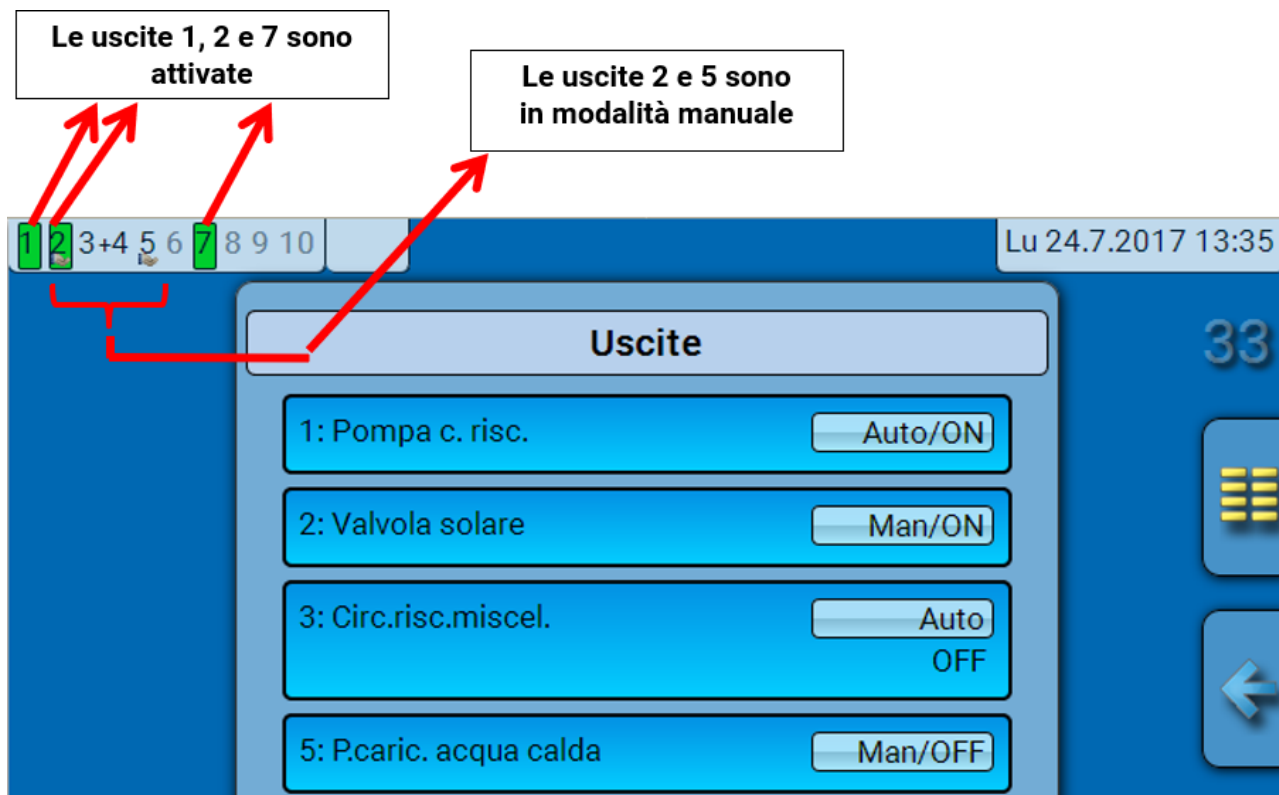 Le uscite 1, 2 e 7 sono
attivate
Le uscite 2 e 5 sono
in modalità manuale
1 2 3+4 5 6 7 8 9 10
Lu 24.7.2017 13:35
33
Uscite
1: Pompa c. risc. Auto/ON
2: Valvola solare Man/ON
3: Circ.risc.miscel. Auto
OFF
5: P.caric. acqua calda Man/OFF